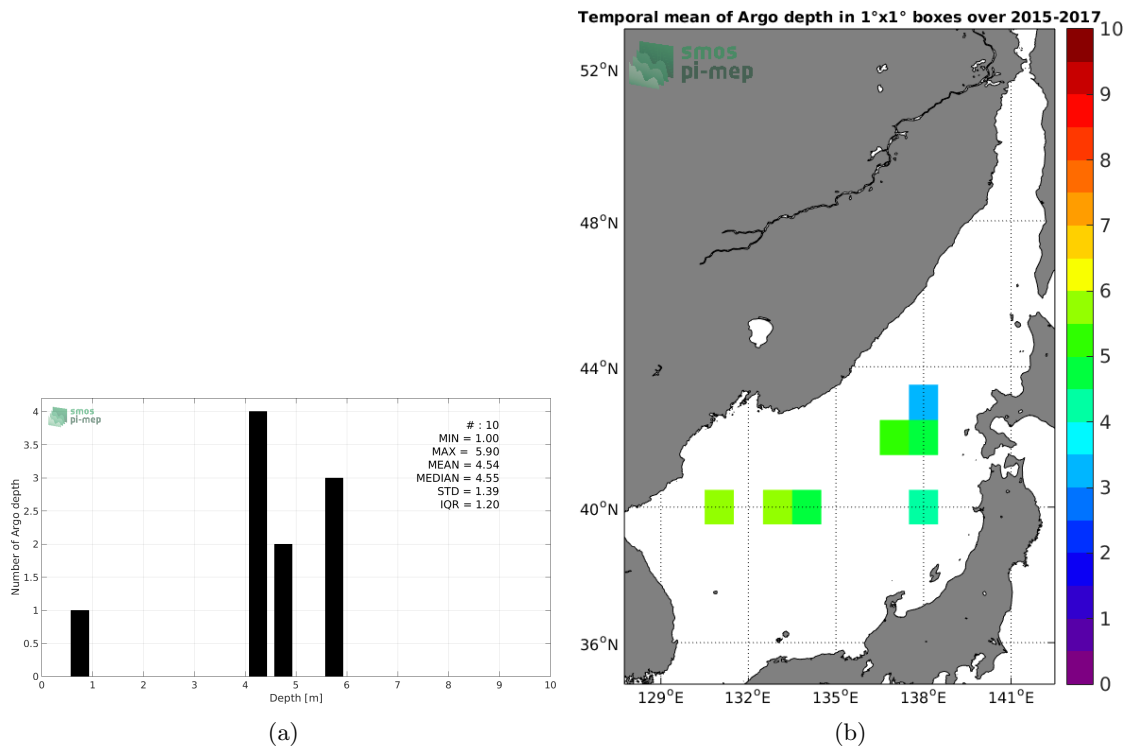 Temporal mean of Argo depth in 1°x1° boxes over 2015-2017
smos
pi-mep
52°N
48°N
44°N
40°N
36°N
129°E
132°E
135°E
138°E
141°E
10
9
8
7
6
5
4
3
2
1
0
smos
pi-mep
# : 10
MIN = 1.00
MAX = 5.90
MEAN = 4.54
MEDIAN = 4.55
STD = 1.39
IQR = 1.20
Number of Argo depth
4
3.5
3
2.5
2
1.5
1
0.5
0
0 1 2 3 4 5 6 7 8 9 10
Depth [m]
(a)
(b)